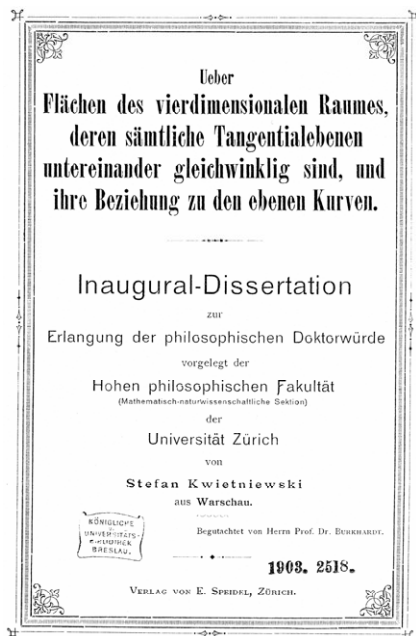 Ueber
Flächen des vierdimensionalen Raumes,
deren sämtliche Tangentialebenen
untereinander gleichwinklig sind, und
ihre Beziehung zu den ebenen Kurven.
Inaugural-Dissertation
zur
Erlangung der philosophischen Doktorwürde
vorgelegt der
Hohen philosophischen Fakultät
(Mathematisch-naturwissenschaftliche Sektion)
der
Universität Zürich
von
Stefan Kwietniewski
aus Warschau.
Begutachtet von Herrn Prof. Dr. BURKHARDT.
KÖNIGLICHE
UNIVERSITÄTS-
BIBLIOTHEK
BRESLAU.
1903. 2518.
VERLAG VON E. SPEIDEL, ZÜRICH.